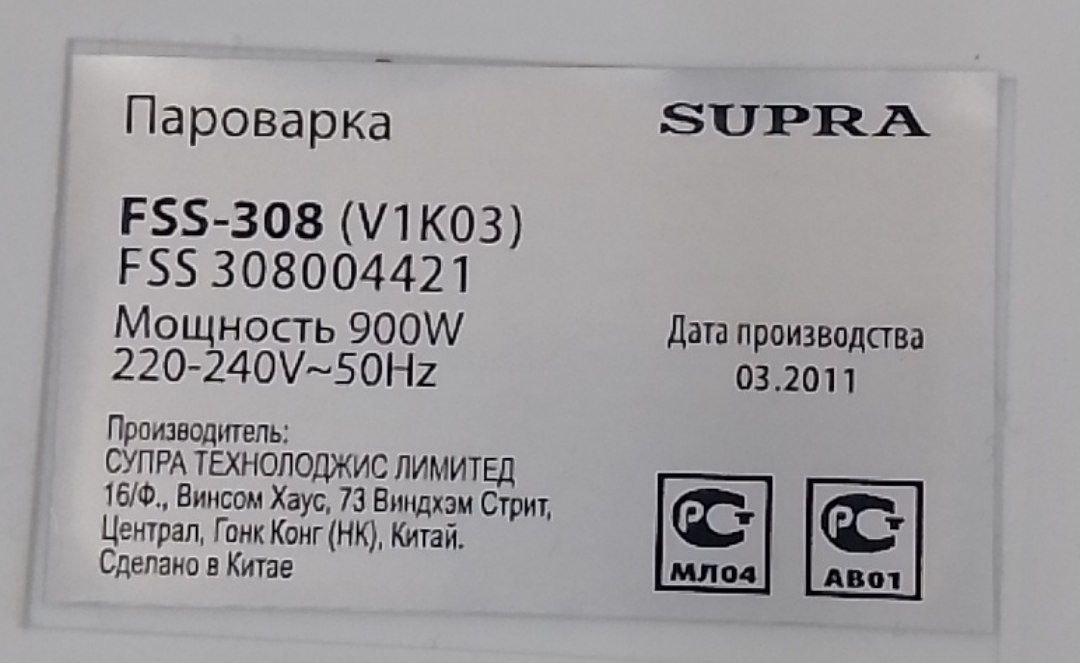 Пароварка
SUPRA
FSS-308 (V1K03)
FSS 308004421
Мощность 900W
220-240V~50Hz
Дата производства
03.2011
Производитель:
СУПРА ТЕХНОЛОДЖИС ЛИМИТЕД
16/Ф., Винсом Хаус, 73 Виндхэм Стрит,
Централ, Гонк Конг (НК), Китай.
Сделано в Китае
РСТ
МЛ04
РСТ
АВ01